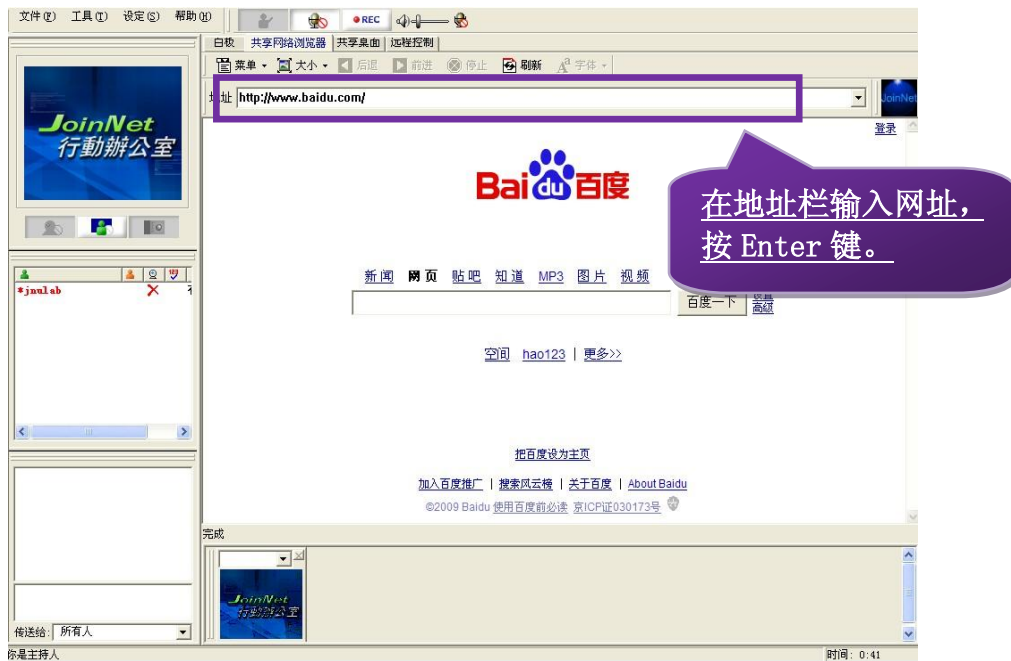 文件(F) 工具(T) 设定(S) 帮助(H)
REC
白板 共享网络浏览器 共享桌面 远程控制
菜单 大小 后退 前进 停止 刷新 字体
地址 http://www.baidu.com/
JoinNet
JoinNet
行動辦公室
登录
Bai du 百度
在地址栏输入网址，
按 Enter 键。
新闻 网页 贴吧 知道 MP3 图片 视频
百度一下
设置
高级
*jnulab
空间 hao123 | 更多>>
把百度设为主页
加入百度推广 | 搜索风云榜 | 关于百度 | About Baidu
©2009 Baidu 使用百度前必读 京ICP证030173号
完成
JoinNet
行動辦公室
传送给: 所有人
你是主持人
时间: 0:41